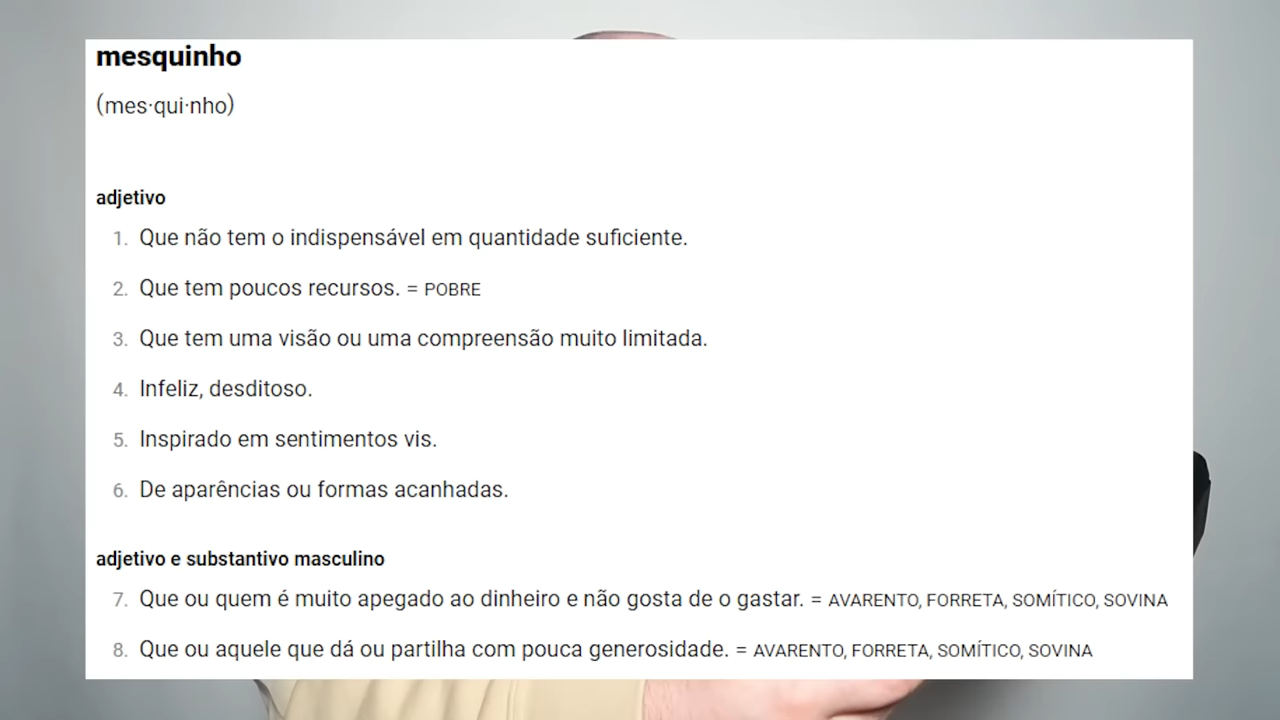 mesquinho
(mes·qui·nho)
adjetivo
1. Que não tem o indispensável em quantidade suficiente.
2. Que tem poucos recursos. = POBRE
3. Que tem uma visão ou uma compreensão muito limitada.
4. Infeliz, desditoso.
5. Inspirado em sentimentos vis.
6. De aparências ou formas acanhadas.
adjetivo e substantivo masculino
7. Que ou quem é muito apegado ao dinheiro e não gosta de o gastar. = AVARENTO, FORRETA, SOMÍTICO, SOVINA
8. Que ou aquele que dá ou partilha com pouca generosidade. = AVARENTO, FORRETA, SOMÍTICO, SOVINA